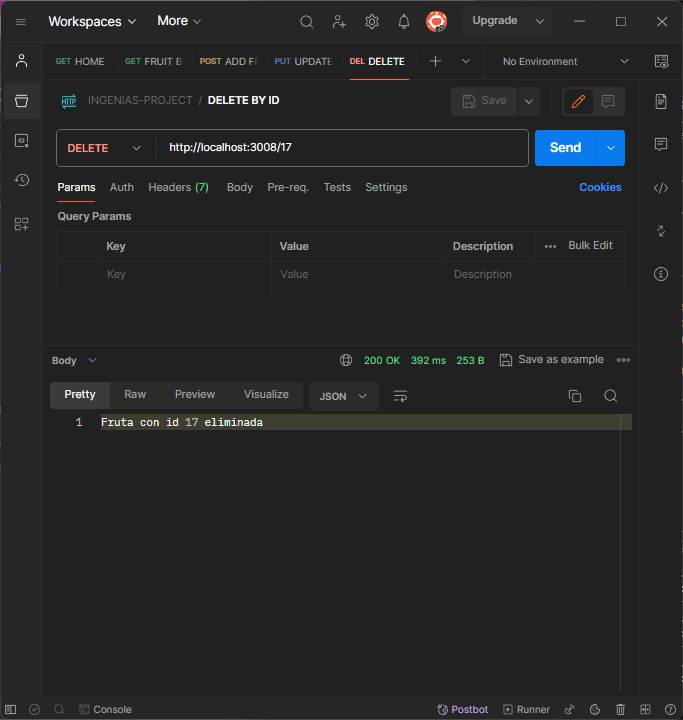 Workspaces More Upgrade
GET HOME GET FRUIT B POST ADD FI PUT UPDATE DEL DELETE No Environment
HTTP INGENIAS-PROJECT / DELETE BY ID Save
DELETE http://localhost:3008/17 Send
Params Auth Headers (7) Body Pre-req. Tests Settings Cookies
Query Params
Key Value Description Bulk Edit
Key Value Description
Body 200 OK 392 ms 253 B Save as example
Pretty Raw Preview Visualize JSON
1 Fruta con id 17 eliminada
Console Postbot Runner